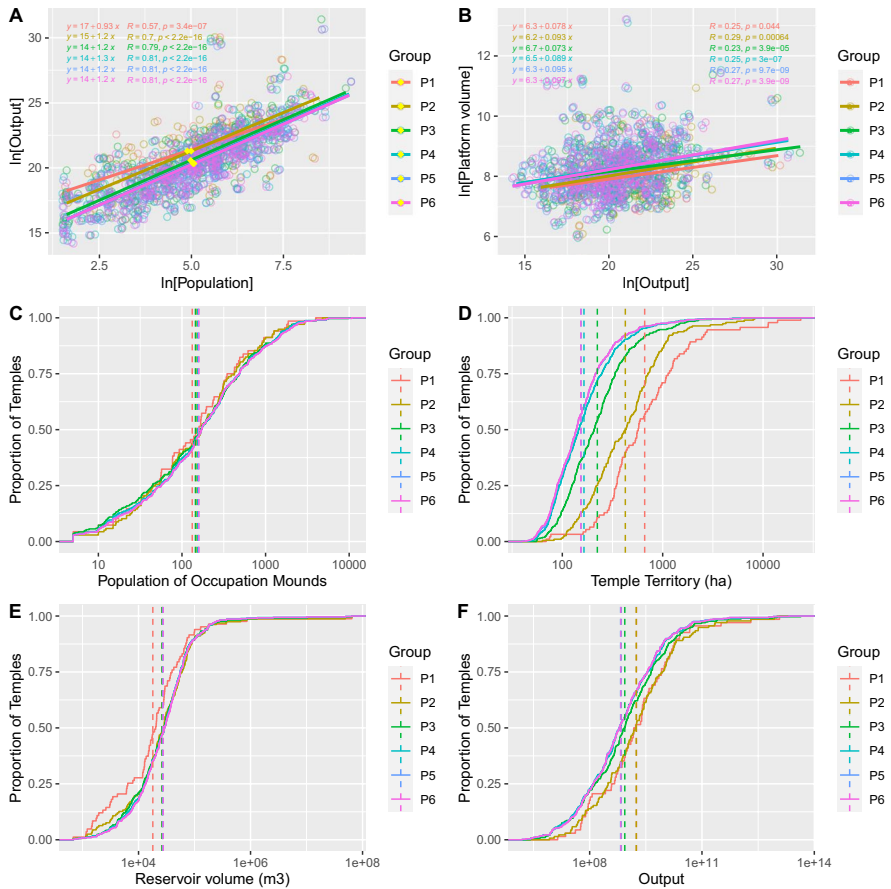 A
y = 17 + 0.93 x R = 0.57, p = 3.4e−07
y = 15 + 1.2 x R = 0.7, p < 2.2e−16
y = 14 + 1.2 x R = 0.79, p < 2.2e−16
y = 14 + 1.3 x R = 0.81, p < 2.2e−16
y = 14 + 1.2 x R = 0.81, p < 2.2e−16
y = 14 + 1.2 x R = 0.81, p < 2.2e−16
30
25
20
15
ln[Output]
2.5 5.0 7.5
ln[Population]
Group
P1
P2
P3
P4
P5
P6
B
y = 6.3 + 0.078 x R = 0.25, p = 0.044
y = 6.2 + 0.093 x R = 0.29, p = 0.00064
y = 6.7 + 0.073 x R = 0.23, p = 3.9e−05
y = 6.5 + 0.089 x R = 0.25, p = 3e−07
y = 6.3 + 0.095 x R = 0.27, p = 9.7e−09
y = 6.3 + 0.097 x R = 0.27, p = 3.9e−09
12
10
8
6
ln[Platform volume]
15 20 25 30
ln[Output]
Group
P1
P2
P3
P4
P5
P6
C
1.00
0.75
0.50
0.25
0.00
Proportion of Temples
10 100 1000 10000
Population of Occupation Mounds
Group
P1
P2
P3
P4
P5
P6
D
1.00
0.75
0.50
0.25
0.00
Proportion of Temples
100 1000 10000
Temple Territory (ha)
Group
P1
P2
P3
P4
P5
P6
E
1.00
0.75
0.50
0.25
0.00
Proportion of Temples
1e+04 1e+06 1e+08
Reservoir volume (m3)
Group
P1
P2
P3
P4
P5
P6
F
1.00
0.75
0.50
0.25
0.00
Proportion of Temples
1e+08 1e+11 1e+14
Output
Group
P1
P2
P3
P4
P5
P6